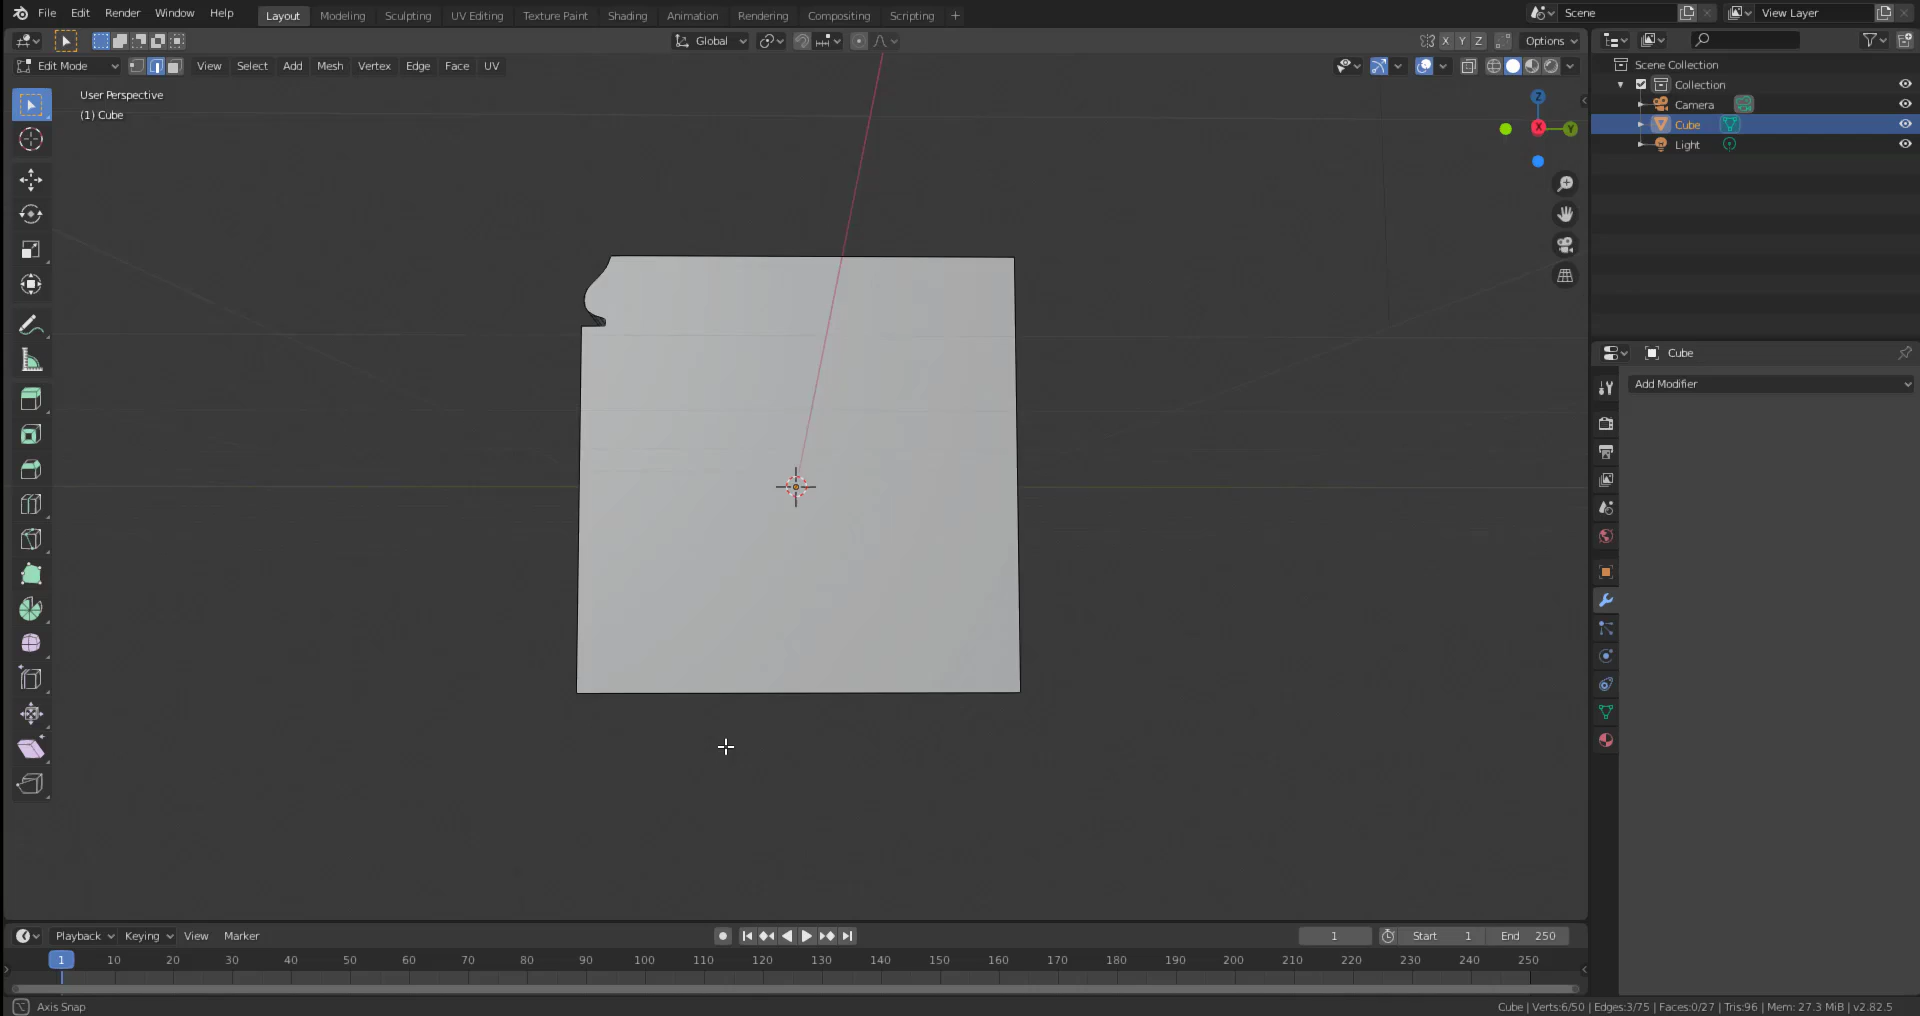 File Edit Render Window Help Layout Modeling Sculpting UV Editing Texture Paint Shading Animation Rendering Compositing Scripting + Scene View Layer
Global X Y Z Options
Edit Mode View Select Add Mesh Vertex Edge Face UV
Scene Collection
Collection
Camera
Cube
Light
User Perspective
(1) Cube
Z
X Y
Cube
Add Modifier
Playback Keying View Marker 1 Start 1 End 250
1 10 20 30 40 50 60 70 80 90 100 110 120 130 140 150 160 170 180 190 200 210 220 230 240 250
Axis Snap Cube | Verts:6/50 | Edges:3/75 | Faces:0/27 | Tris:96 | Mem: 27.3 MiB | v2.82.5